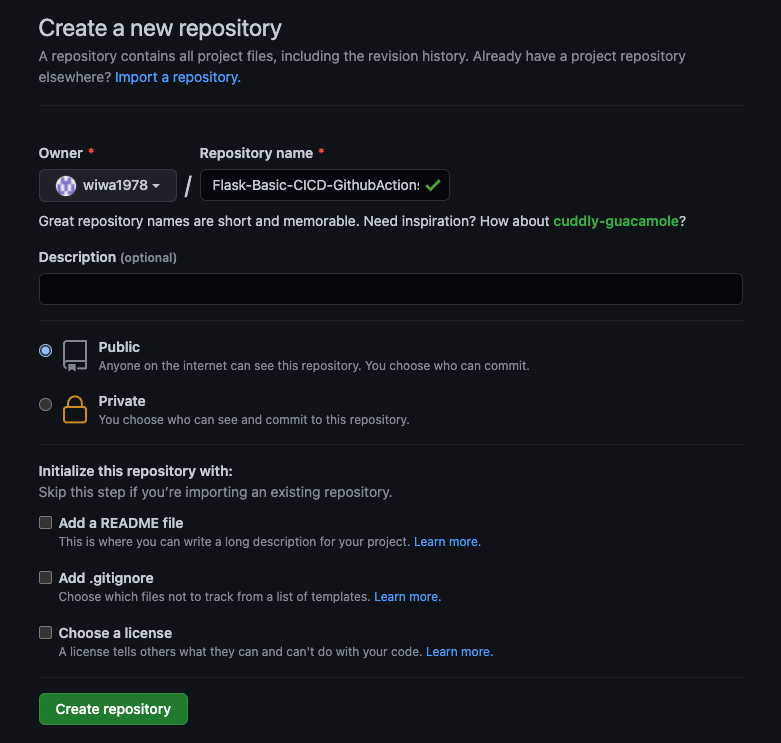 Create a new repository
A repository contains all project files, including the revision history. Already have a project repository
elsewhere? Import a repository.
Owner * Repository name *
wiwa1978 / Flask-Basic-CICD-GithubActions
Great repository names are short and memorable. Need inspiration? How about cuddly-guacamole?
Description (optional)
Public
Anyone on the internet can see this repository. You choose who can commit.
Private
You choose who can see and commit to this repository.
Initialize this repository with:
Skip this step if you’re importing an existing repository.
Add a README file
This is where you can write a long description for your project. Learn more.
Add .gitignore
Choose which files not to track from a list of templates. Learn more.
Choose a license
A license tells others what they can and can't do with your code. Learn more.
Create repository